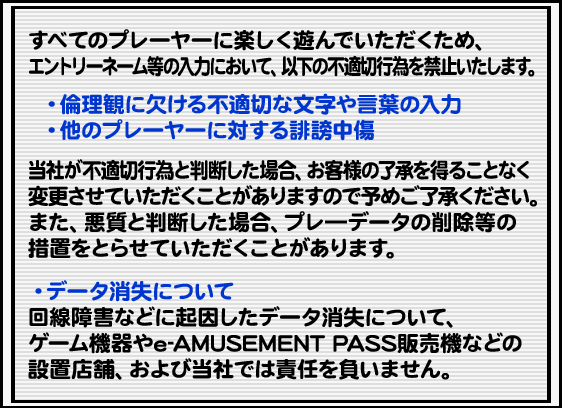 すべてのプレーヤーに楽しく遊んでいただくため、
エントリーネーム等の入力において、以下の不適切行為を禁止いたします。
・倫理観に欠ける不適切な文字や言葉の入力
・他のプレーヤーに対する誹謗中傷
当社が不適切行為と判断した場合、お客様の了承を得ることなく
変更させていただくことがありますので予めご了承ください。
また、悪質と判断した場合、プレーデータの削除等の
措置をとらせていただくことがあります。
・データ消失について
回線障害などに起因したデータ消失について、
ゲーム機器やe-AMUSEMENT PASS販売機などの
設置店舗、および当社では責任を負いません。